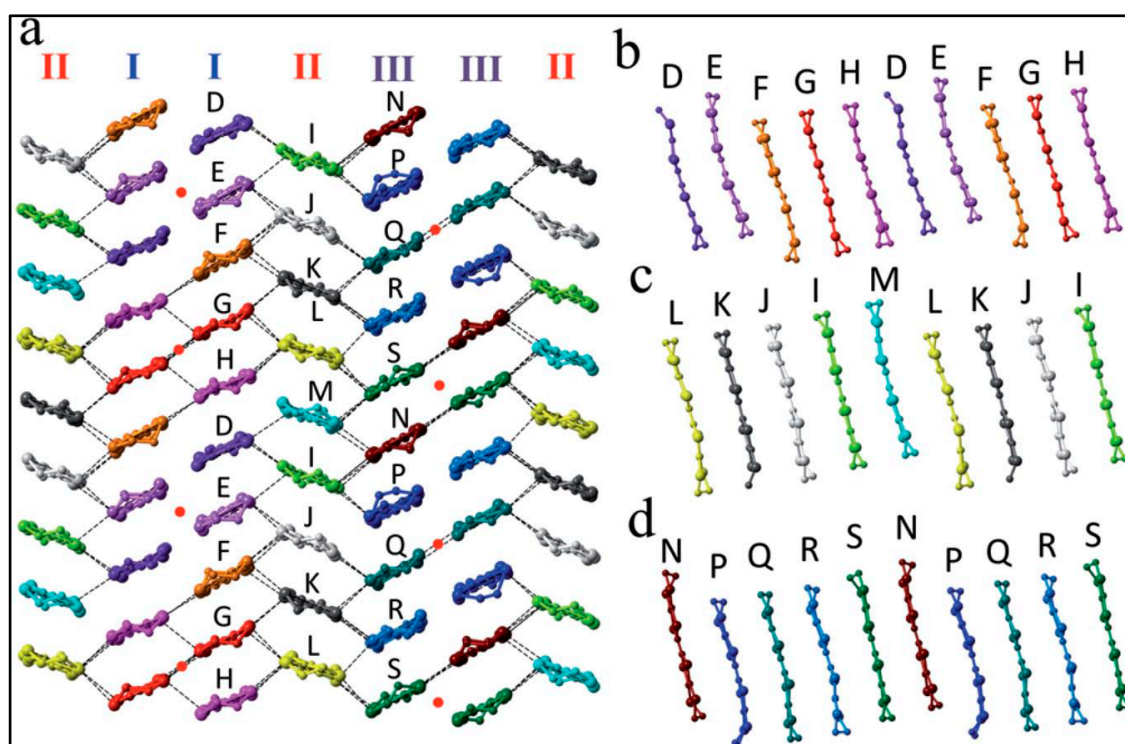 a
II I I II III III II
D
N
I
P
E
J
F
Q
K
R
G
L
S
H
M
N
D
I
P
E
J
Q
F
K
R
G
L
S
H
b
D E F G H D E F G H
c
L K J I M L K J I
d
N P Q R S N P Q R S